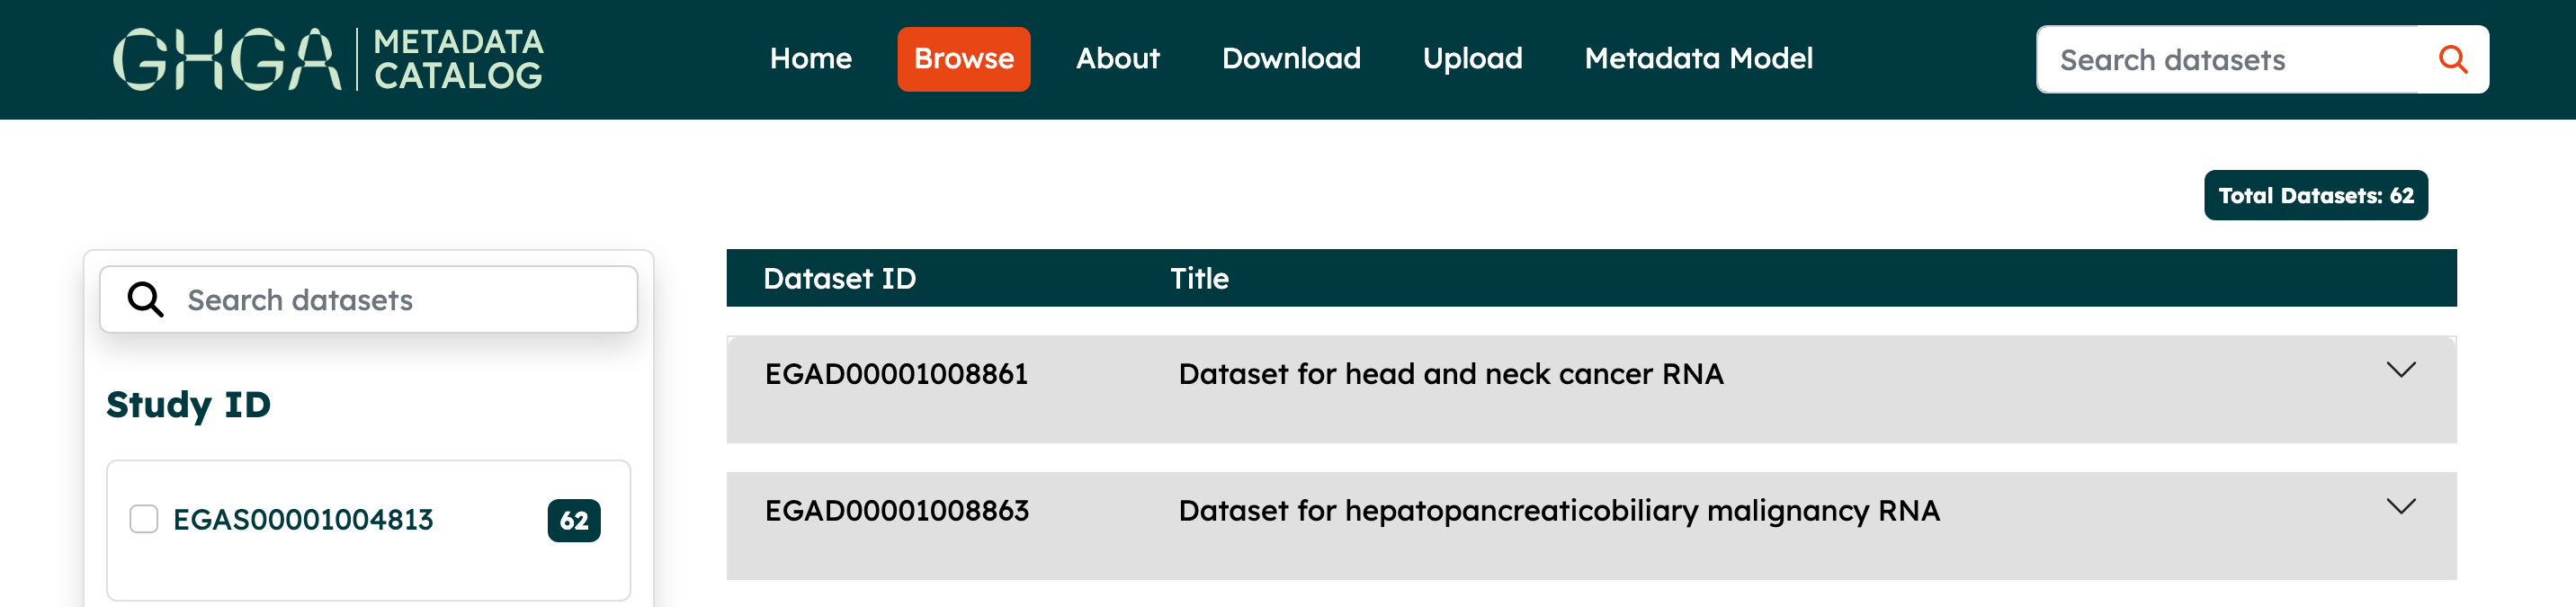 GHGA METADATA CATALOG
Home Browse About Download Upload Metadata Model
Search datasets
Total Datasets: 62
Search datasets
Study ID
EGAS00001004813 62
Dataset ID Title
EGAD00001008861 Dataset for head and neck cancer RNA
EGAD00001008863 Dataset for hepatopancreaticobiliary malignancy RNA